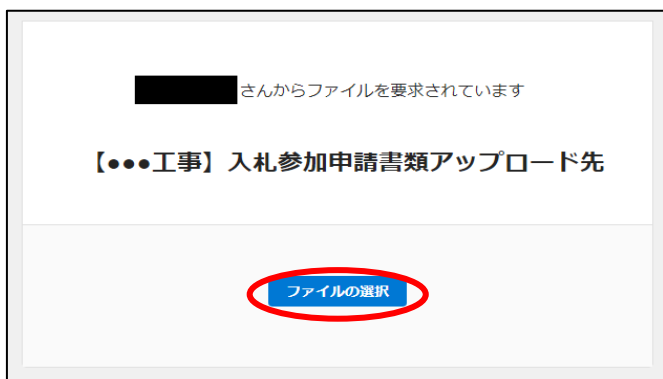 さんからファイルを要求されています
【●●●工事】入札参加申請書類アップロード先
ファイルの選択